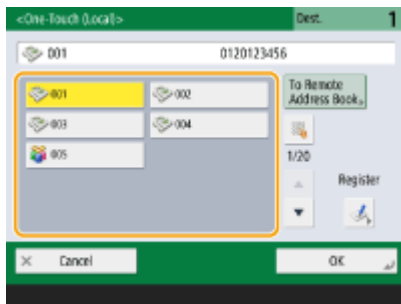 <One-Touch (Local)>
Dest. 1
001 0120123456
001
002
003
004
005
To Remote
Address Book
1/20
Register
Cancel
OK